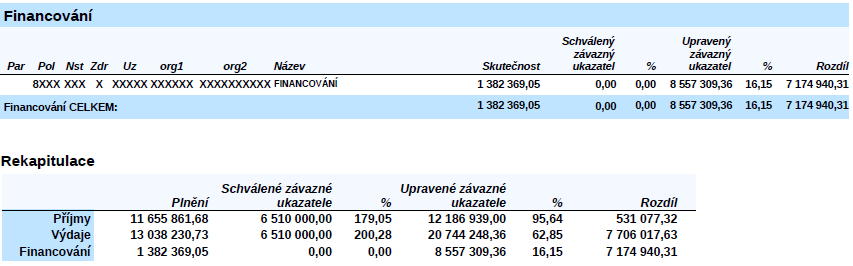 Financování
Schválený Upravený
závazný závazný
Par Pol Nst Zdr Uz org1 org2 Název Skutečnost ukazatel % ukazatel % Rozdíl
8XXX XXX X XXXXX XXXXXX XXXXXXXXXX FINANCOVÁNÍ 1 382 369,05 0,00 0,00 8 557 309,36 16,15 7 174 940,31
Financování CELKEM: 1 382 369,05 0,00 0,00 8 557 309,36 16,15 7 174 940,31
Rekapitulace
Schválené závazné Upravené závazné
Plnění ukazatele % ukazatele % Rozdíl
Příjmy 11 655 861,68 6 510 000,00 179,05 12 186 939,00 95,64 531 077,32
Výdaje 13 038 230,73 6 510 000,00 200,28 20 744 248,36 62,85 7 706 017,63
Financování 1 382 369,05 0,00 0,00 8 557 309,36 16,15 7 174 940,31